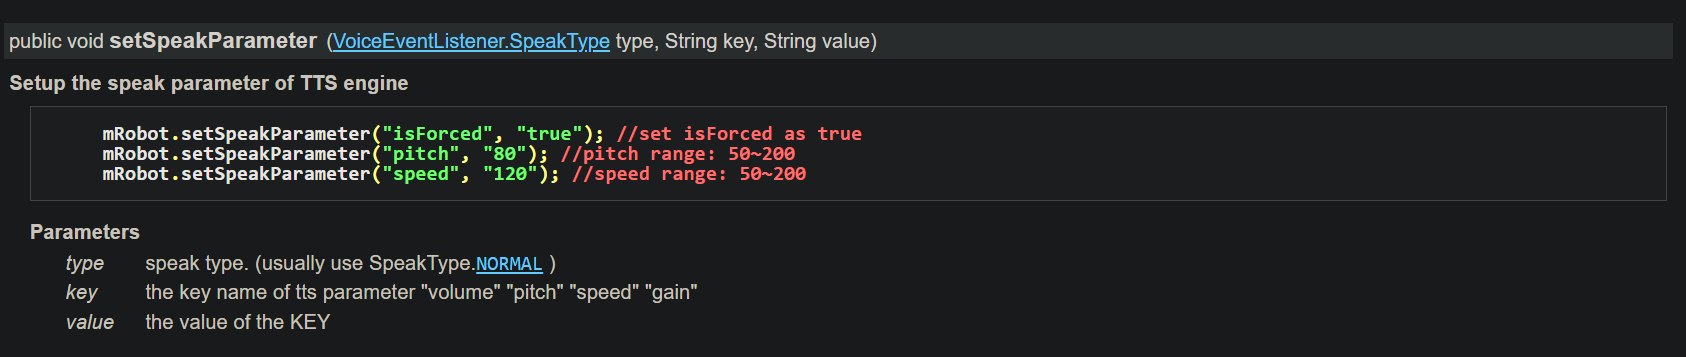 public void setSpeakParameter (VoiceEventListener.SpeakType type, String key, String value)
Setup the speak parameter of TTS engine
mRobot.setSpeakParameter("isForced", "true"); //set isForced as true
mRobot.setSpeakParameter("pitch", "80"); //pitch range: 50~200
mRobot.setSpeakParameter("speed", "120"); //speed range: 50~200
Parameters
type speak type. (usually use SpeakType.NORMAL )
key the key name of tts parameter "volume" "pitch" "speed" "gain"
value the value of the KEY